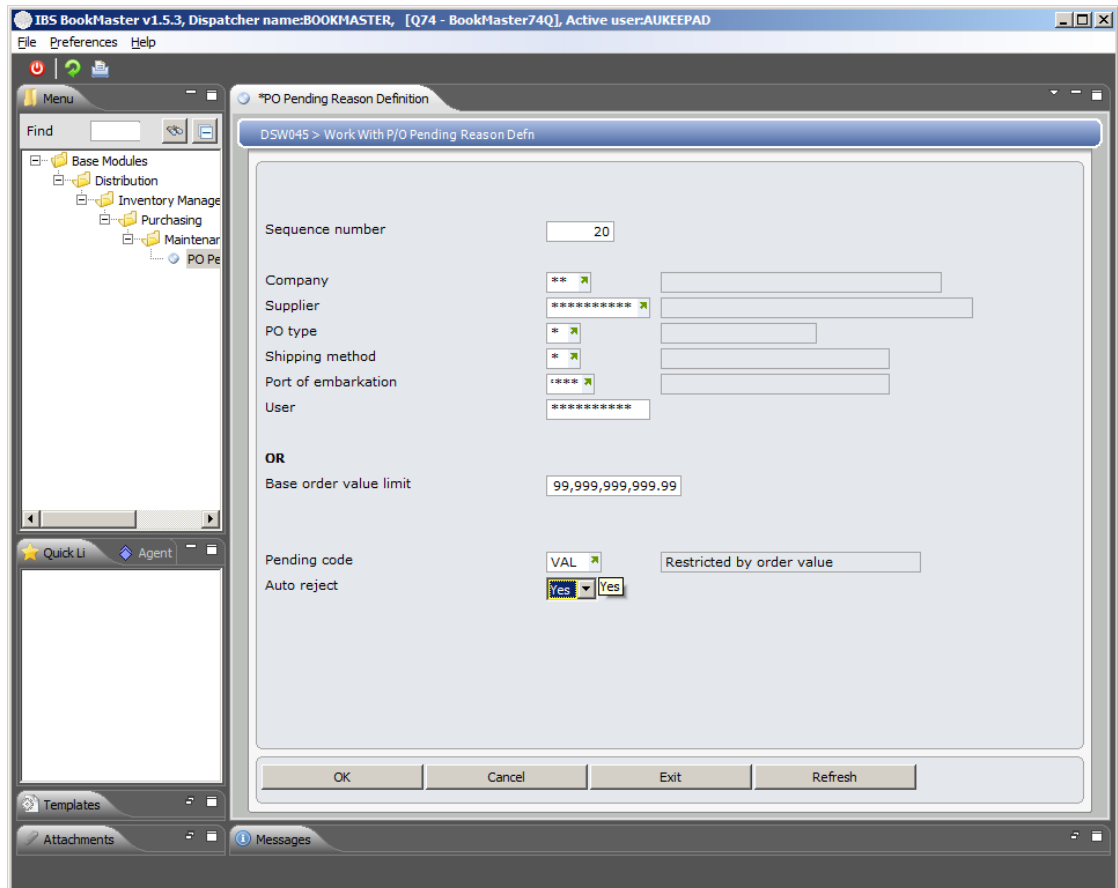 IBS BookMaster v1.5.3, Dispatcher name:BOOKMASTER, [Q74 - BookMaster74Q], Active user:AUKEEPAD
File Preferences Help
Menu
Find
Base Modules
Distribution
Inventory Manage
Purchasing
Maintenar
PO Pe
Quick Li Agent
Templates
Attachments
*PO Pending Reason Definition
DSW045 > Work With P/O Pending Reason Defn
Sequence number 20
Company **
Supplier **********
PO type *
Shipping method *
Port of embarkation ****
User **********
OR
Base order value limit 99,999,999,999.99
Pending code VAL Restricted by order value
Auto reject Yes Yes
OK Cancel Exit Refresh
Messages